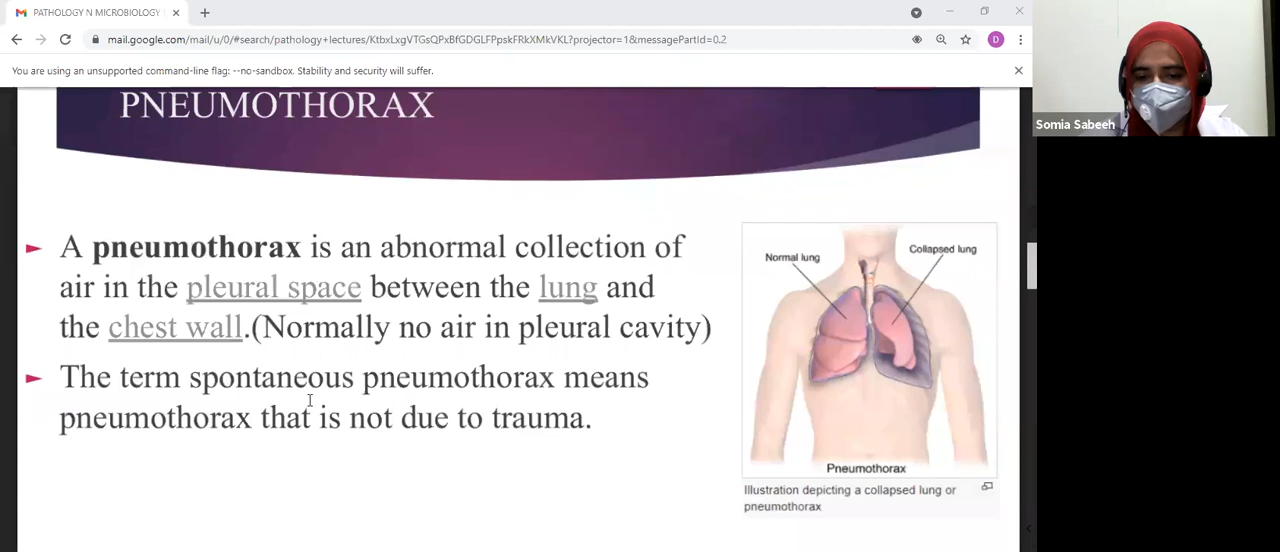 PATHOLOGY N MICROBIOLOGY
mail.google.com/mail/u/0/#search/pathology+lectures/KtbxLxgVTGsQPxBfGDGLFPpskFRkXMkVKL?projector=1&messagePartId=0.2
D
You are using an unsupported command-line flag: --no-sandbox. Stability and security will suffer.
Somia Sabeeh
PNEUMOTHORAX
► A pneumothorax is an abnormal collection of
air in the pleural space between the lung and
the chest wall.(Normally no air in pleural cavity)
► The term spontaneous pneumothorax means
pneumothorax that is not due to trauma.
Normal lung
Collapsed lung
Pneumothorax
Illustration depicting a collapsed lung or
pneumothorax